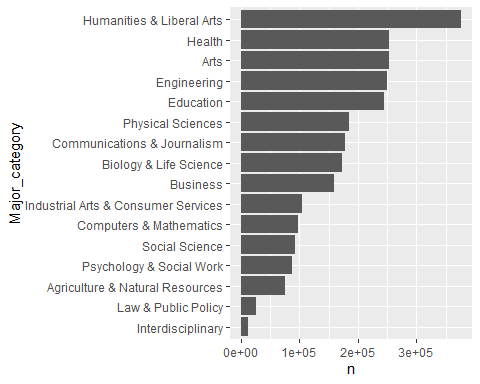 Humanities & Liberal Arts
Health
Arts
Engineering
Education
Physical Sciences
Communications & Journalism
Biology & Life Science
Business
Industrial Arts & Consumer Services
Computers & Mathematics
Social Science
Psychology & Social Work
Agriculture & Natural Resources
Law & Public Policy
Interdisciplinary
Major_category
0e+00 1e+05 2e+05 3e+05
n